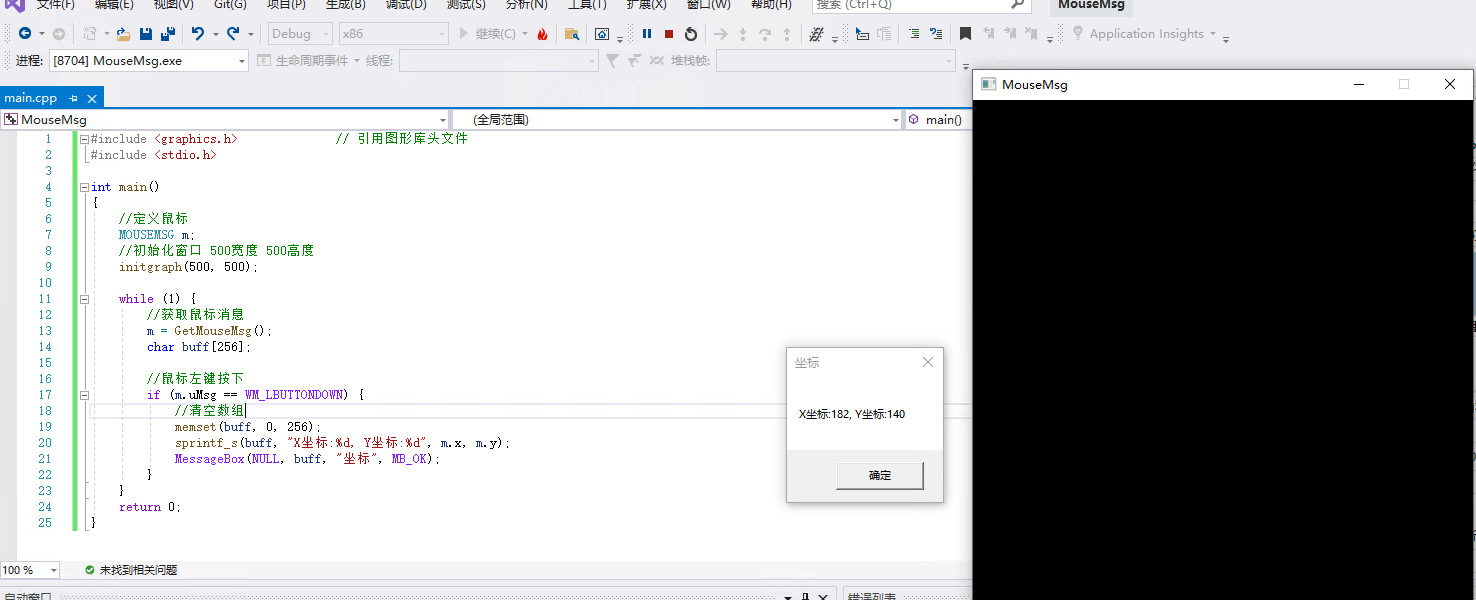 文件(F) 编辑(E) 视图(V) Git(G) 项目(P) 生成(B) 调试(D) 测试(S) 分析(N) 工具(T) 扩展(X) 窗口(W) 帮助(H) 搜索 (Ctrl+Q) MouseMsg
Debug x86 继续(C) Application Insights
进程: [8704] MouseMsg.exe 生命周期事件 线程: 堆栈帧:
main.cpp
MouseMsg (全局范围) main()
1 #include <graphics.h> // 引用图形库头文件
2 #include <stdio.h>
3
4 int main()
5 {
6 //定义鼠标
7 MOUSEMSG m;
8 //初始化窗口 500宽度 500高度
9 initgraph(500, 500);
10
11 while (1) {
12 //获取鼠标消息
13 m = GetMouseMsg();
14 char buff[256];
15
16 //鼠标左键按下
17 if (m.uMsg == WM_LBUTTONDOWN) {
18 //清空数组
19 memset(buff, 0, 256);
20 sprintf_s(buff, "X坐标:%d, Y坐标:%d", m.x, m.y);
21 MessageBox(NULL, buff, "坐标", MB_OK);
22 }
23 }
24 return 0;
25 }
100 % 未找到相关问题
自动窗口 错误列表
MouseMsg
坐标
X坐标:182, Y坐标:140
确定